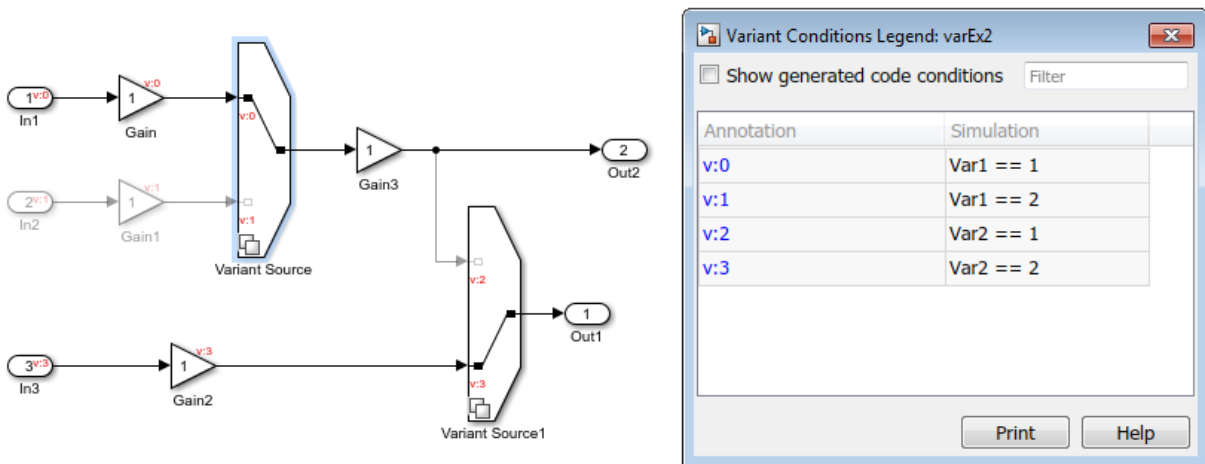 1 v:0
In1
v:0
1
Gain
v:0
2 v:1
In2
v:1
1
Gain1
v:1
Variant Source
1
Gain3
2
Out2
v:2
1
Out1
3 v:3
In3
v:3
1
Gain2
v:3
Variant Source1
Variant Conditions Legend: varEx2
Show generated code conditions Filter
Annotation Simulation
v:0 Var1 == 1
v:1 Var1 == 2
v:2 Var2 == 1
v:3 Var2 == 2
Print Help